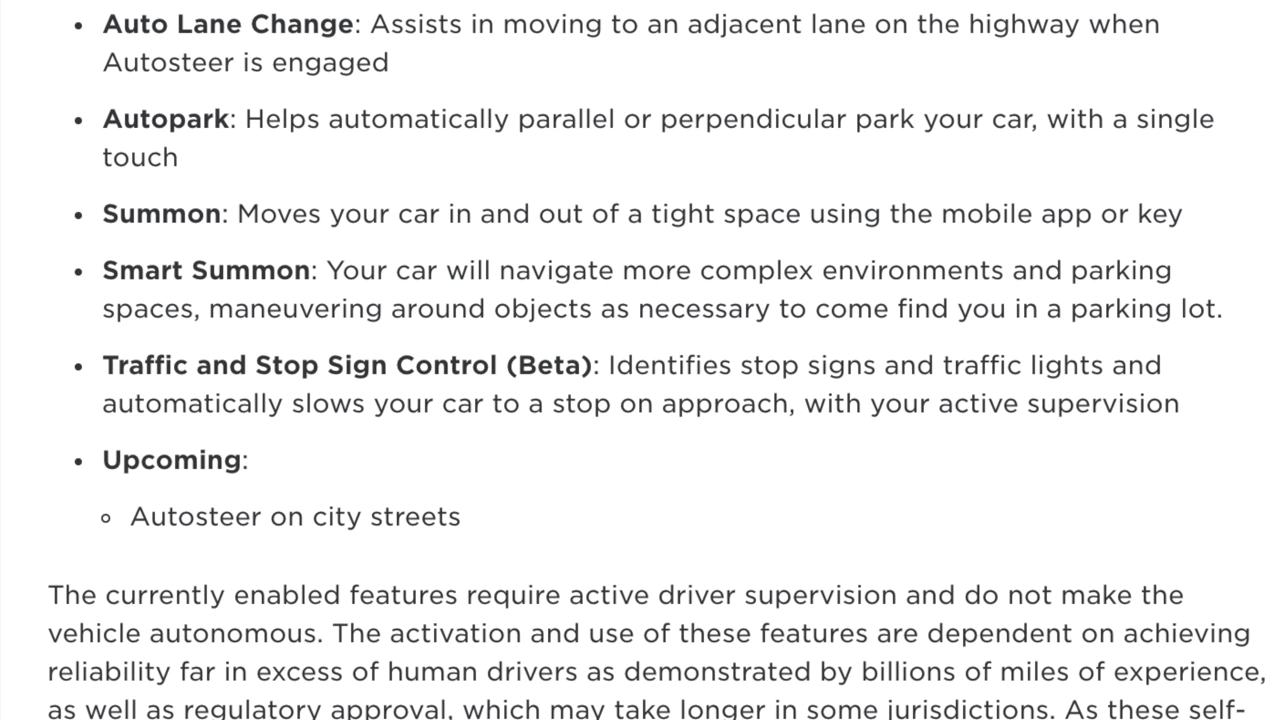 • Auto Lane Change: Assists in moving to an adjacent lane on the highway when
Autosteer is engaged
• Autopark: Helps automatically parallel or perpendicular park your car, with a single
touch
• Summon: Moves your car in and out of a tight space using the mobile app or key
• Smart Summon: Your car will navigate more complex environments and parking
spaces, maneuvering around objects as necessary to come find you in a parking lot.
• Traffic and Stop Sign Control (Beta): Identifies stop signs and traffic lights and
automatically slows your car to a stop on approach, with your active supervision
• Upcoming:
◦ Autosteer on city streets
The currently enabled features require active driver supervision and do not make the
vehicle autonomous. The activation and use of these features are dependent on achieving
reliability far in excess of human drivers as demonstrated by billions of miles of experience,
as well as regulatory approval, which may take longer in some jurisdictions. As these self-